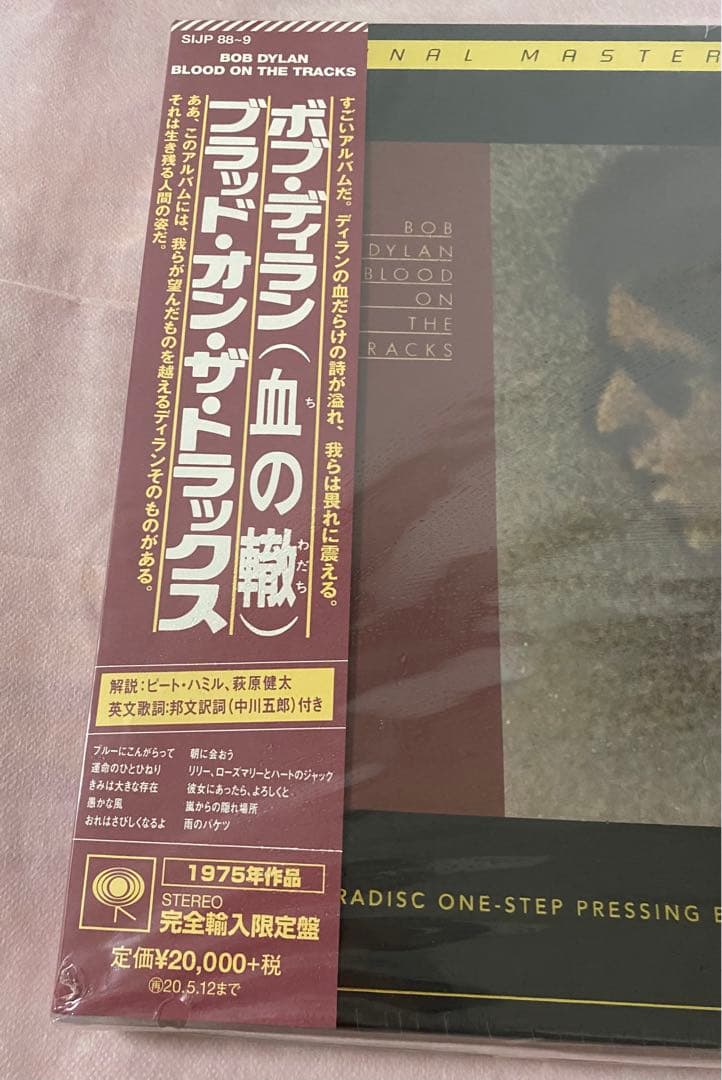 SIJP 88~9
BOB DYLAN
BLOOD ON THE TRACKS
すごいアルバムだ。ディランの血だらけの詩が溢れ、我らは畏れに震える。
ボブ・ディラン(血の轍)
ち
わだち
ブラッド・オン・ザ・トラックス
ああ、このアルバムには、我らが望んだものを越えるディランそのものがある。
それは生き残る人間の姿だ。
解説:ピート・ハミル、萩原健太
英文歌詞:邦文訳詞(中川五郎)付き
ブルーにこんがらって
運命のひとひねり
きみは大きな存在
愚かな風
おれはさびしくなるよ
朝に会おう
リリー、ローズマリーとハートのジャック
彼女にあったら、よろしくと
嵐からの隠れ場所
雨のバケツ
1975年作品
STEREO
完全輸入限定盤
定価¥20,000+税
再20.5.12まで
NAL MASTER
BOB
DYLAN
BLOOD
ON
THE
RACKS
RADISC ONE-STEP PRESSING E